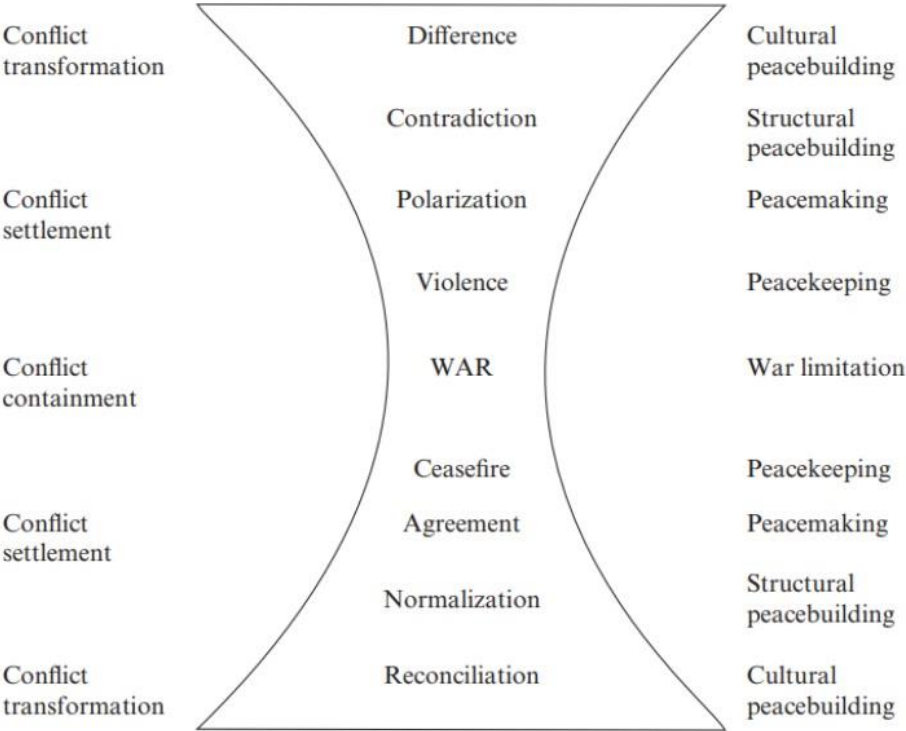 Conflict
transformation
Difference
Cultural
peacebuilding
Contradiction
Structural
peacebuilding
Conflict
settlement
Polarization
Peacemaking
Violence
Peacekeeping
Conflict
containment
WAR
War limitation
Ceasefire
Peacekeeping
Conflict
settlement
Agreement
Peacemaking
Normalization
Structural
peacebuilding
Conflict
transformation
Reconciliation
Cultural
peacebuilding